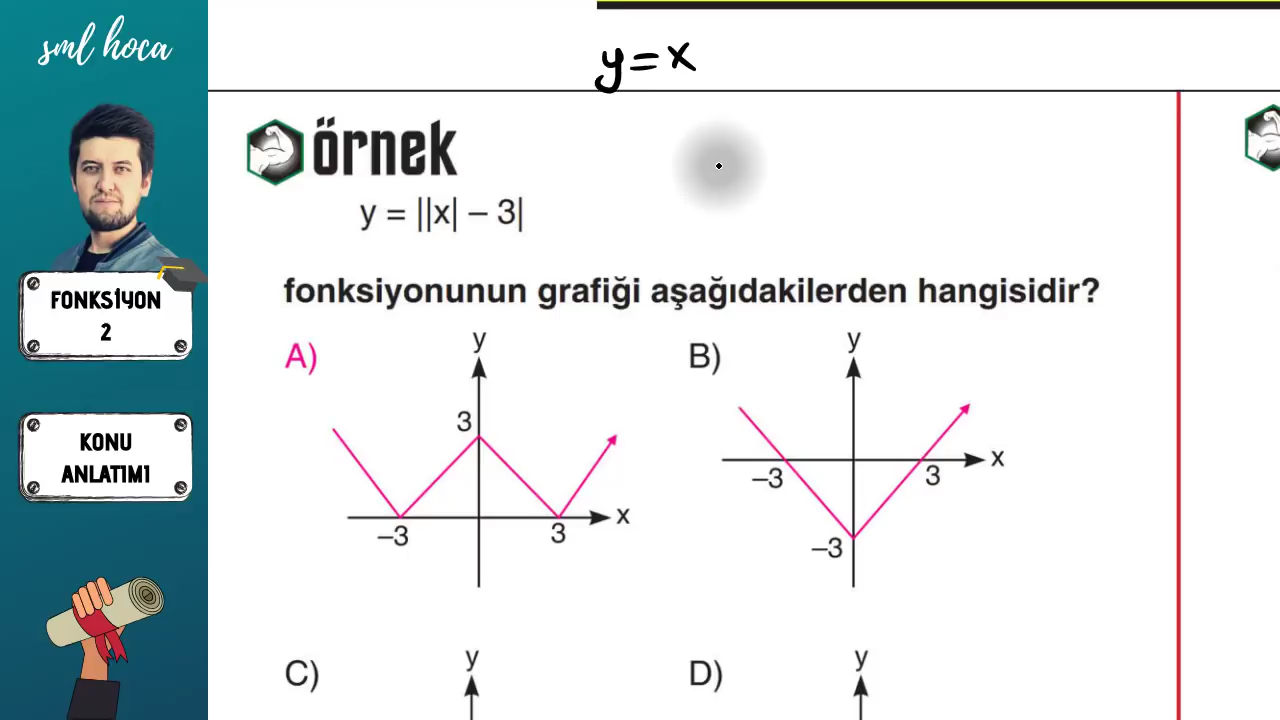 sml hoca
y=x
örnek
y = ||x| – 3|
fonksiyonunun grafiği aşağıdakilerden hangisidir?
FONKSİYON
2
KONU
ANLATIMI
A)
y
3
–3
3
x
B)
y
–3
3
x
–3
C)
y
D)
y